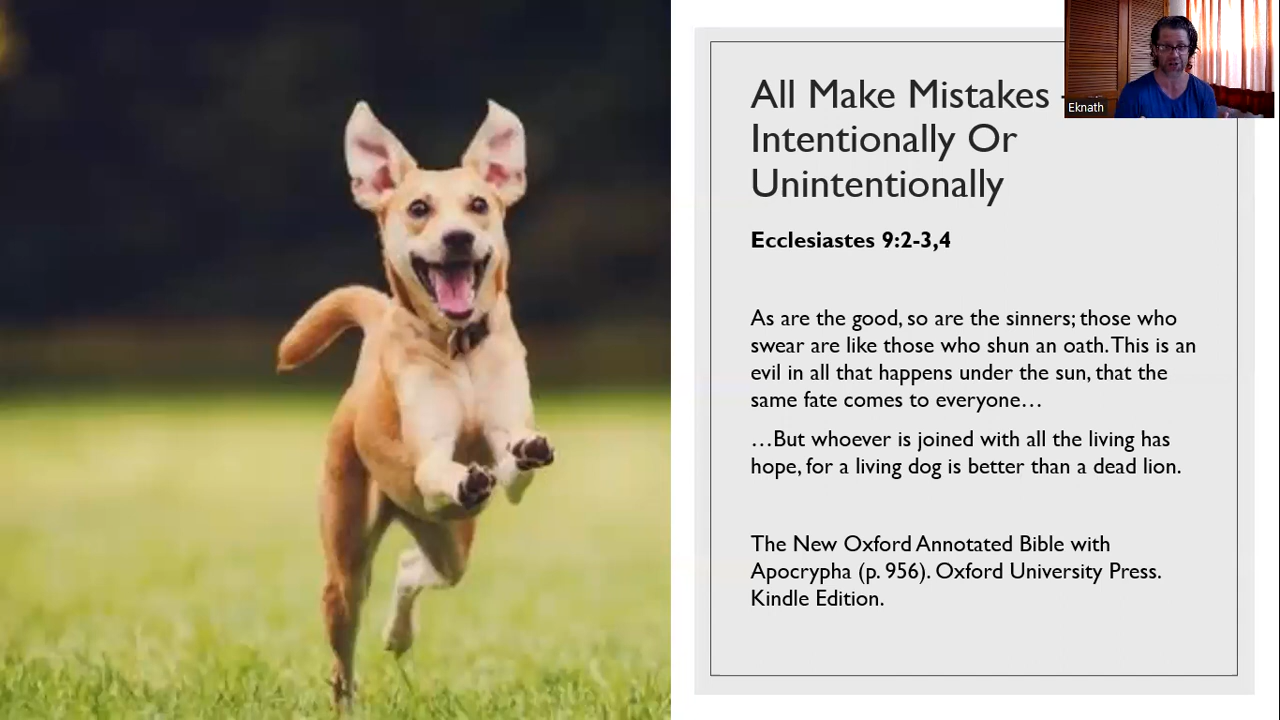 All Make Mistakes -
Intentionally Or
Unintentionally
Eknath
Ecclesiastes 9:2-3,4
As are the good, so are the sinners; those who
swear are like those who shun an oath. This is an
evil in all that happens under the sun, that the
same fate comes to everyone…
…But whoever is joined with all the living has
hope, for a living dog is better than a dead lion.
The New Oxford Annotated Bible with
Apocrypha (p. 956). Oxford University Press.
Kindle Edition.